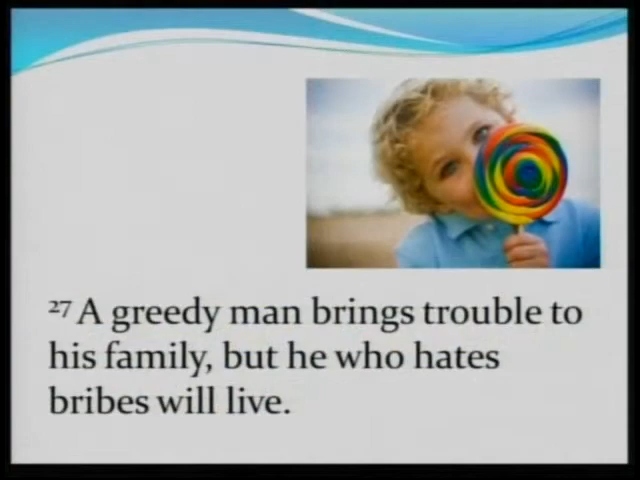 27 A greedy man brings trouble to
his family, but he who hates
bribes will live.